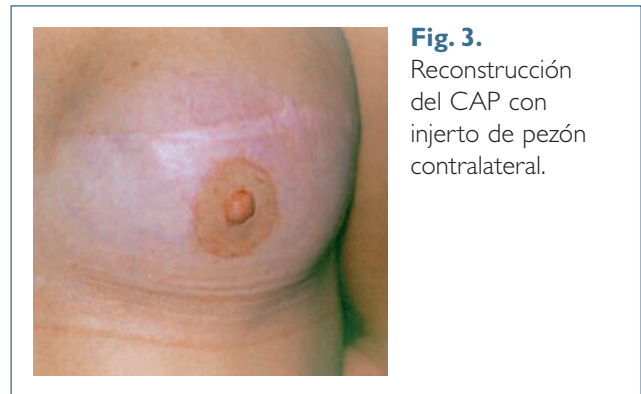 Fig. 3.
Reconstrucción
del CAP con
injerto de pezón
contralateral.